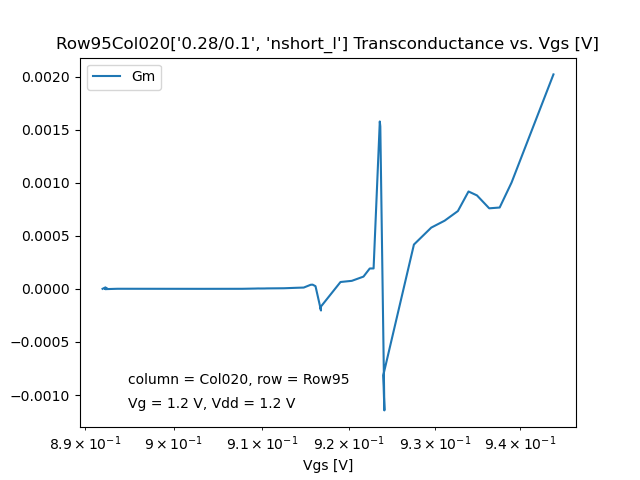 Row95Col020['0.28/0.1', 'nshort_l'] Transconductance vs. Vgs [V]
Gm
0.0020
0.0015
0.0010
0.0005
0.0000
−0.0005
−0.0010
column = Col020, row = Row95
Vg = 1.2 V, Vdd = 1.2 V
8.9 × 10⁻¹ 9 × 10⁻¹ 9.1 × 10⁻¹ 9.2 × 10⁻¹ 9.3 × 10⁻¹ 9.4 × 10⁻¹
Vgs [V]